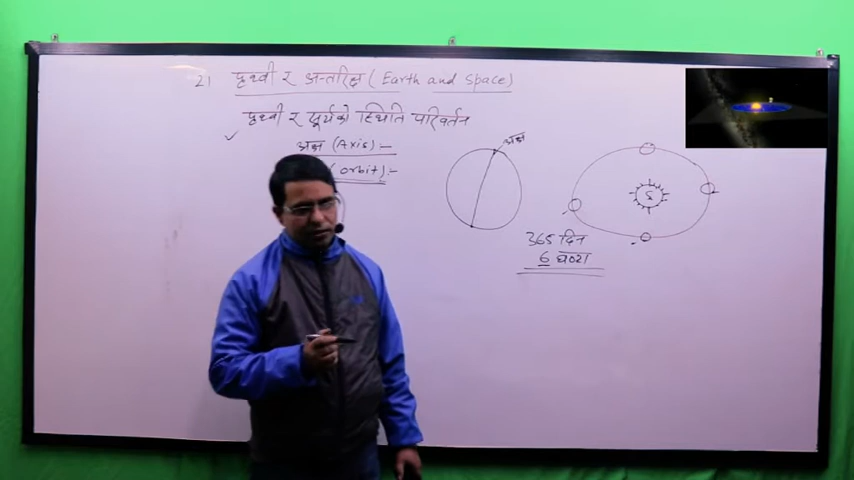 21 पृथ्वी र अन्तरिक्ष (Earth and Space)
पृथ्वी र सूर्यको स्थिति परिवर्तन
अक्ष (Axis) :-
(orbit) :-
अक्ष
365 दिन
6 घण्टा